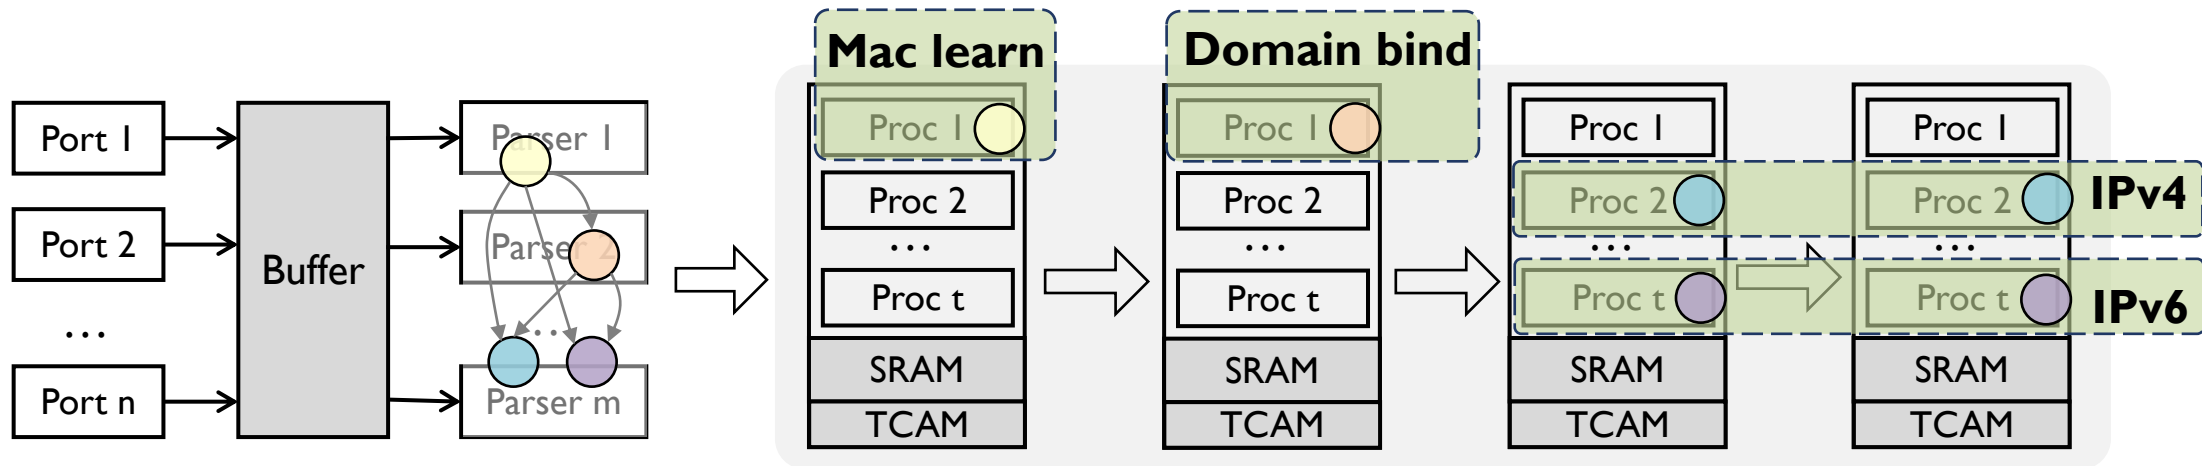 Port 1
Port 2
...
Port n
Buffer
Parser 1
Parser 2
...
Parser m
Mac learn
Proc 1
Proc 2
...
Proc t
SRAM
TCAM
Domain bind
Proc 1
Proc 2
...
Proc t
SRAM
TCAM
Proc 1
Proc 2
...
Proc t
SRAM
TCAM
Proc 1
Proc 2
...
Proc t
SRAM
TCAM
IPv4
IPv6